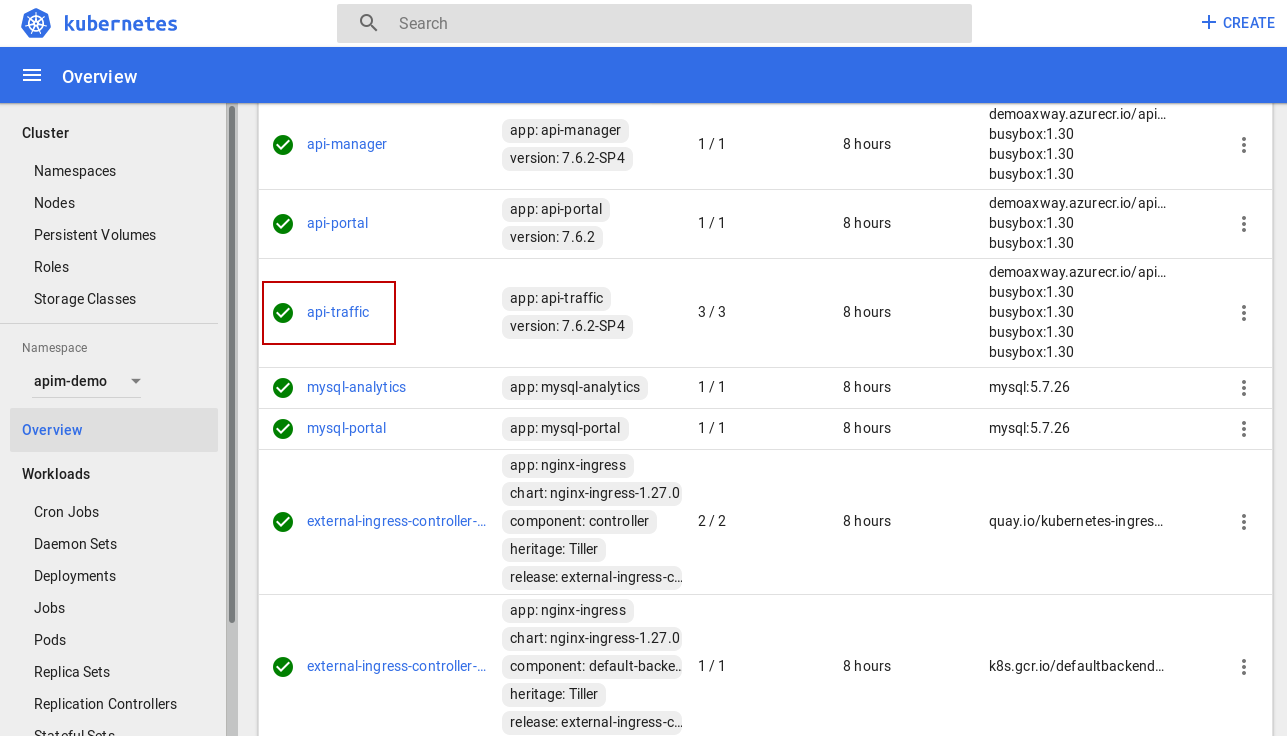 kubernetes
Search
CREATE
Overview
Cluster
Namespaces
Nodes
Persistent Volumes
Roles
Storage Classes
Namespace
apim-demo
Overview
Workloads
Cron Jobs
Daemon Sets
Deployments
Jobs
Pods
Replica Sets
Replication Controllers
Stateful Sets
api-manager
app: api-manager
version: 7.6.2-SP4
1 / 1
8 hours
demoaxway.azurecr.io/api…
busybox:1.30
busybox:1.30
busybox:1.30
api-portal
app: api-portal
version: 7.6.2
1 / 1
8 hours
demoaxway.azurecr.io/api…
busybox:1.30
busybox:1.30
api-traffic
app: api-traffic
version: 7.6.2-SP4
3 / 3
8 hours
demoaxway.azurecr.io/api…
busybox:1.30
busybox:1.30
busybox:1.30
busybox:1.30
mysql-analytics
app: mysql-analytics
1 / 1
8 hours
mysql:5.7.26
mysql-portal
app: mysql-portal
1 / 1
8 hours
mysql:5.7.26
external-ingress-controller-…
app: nginx-ingress
chart: nginx-ingress-1.27.0
component: controller
heritage: Tiller
release: external-ingress-c…
2 / 2
8 hours
quay.io/kubernetes-ingres…
external-ingress-controller-…
app: nginx-ingress
chart: nginx-ingress-1.27.0
component: default-backe…
heritage: Tiller
release: external-ingress-c…
1 / 1
8 hours
k8s.gcr.io/defaultbackend…